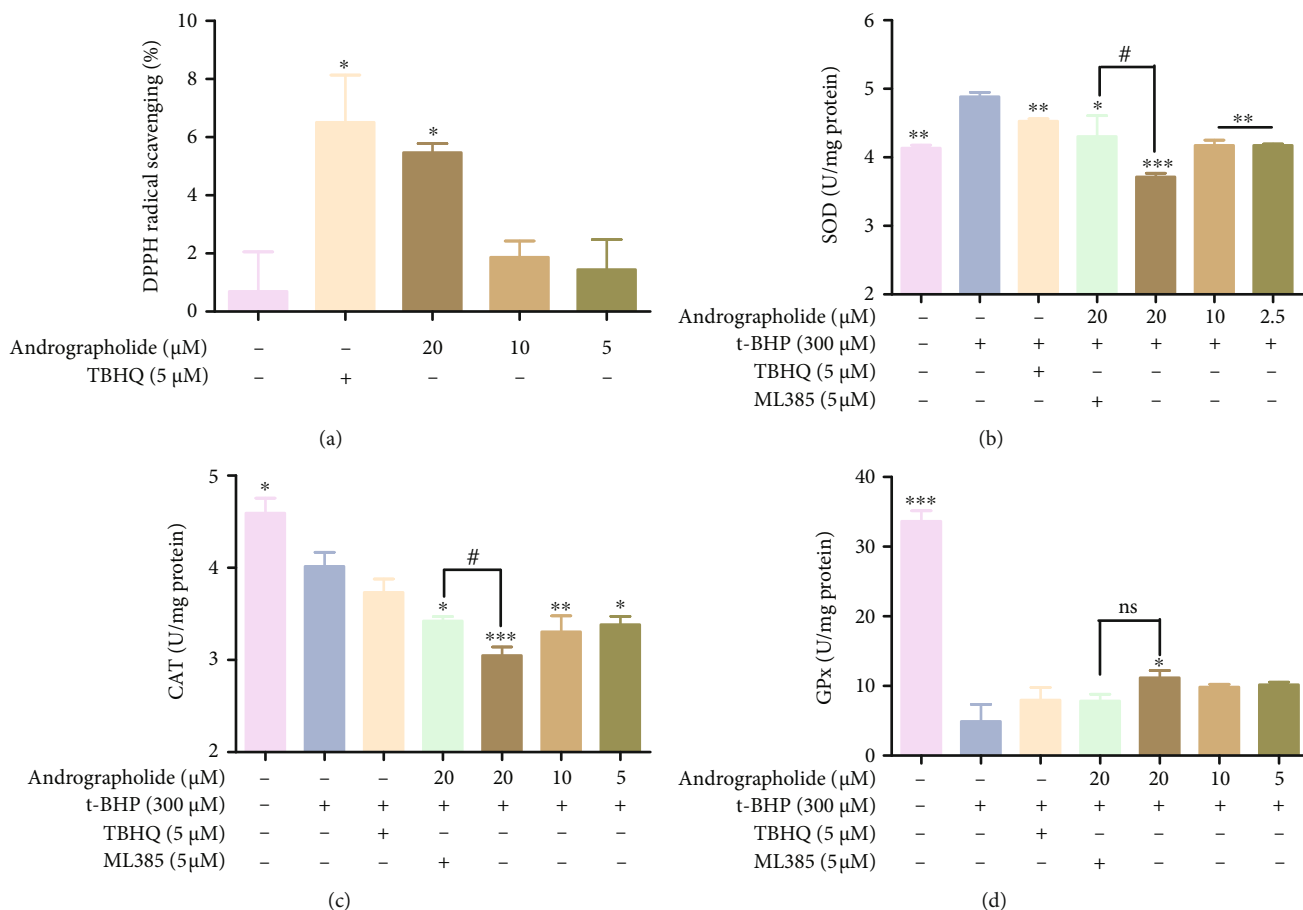 10
8
6
4
2
0
DPPH radical scavenging (%)
*
*
Andrographolide (μM) – – 20 10 5
TBHQ (5 μM) – + – – –
(a)
6
5
4
4
2
SOD (U/mg protein)
**
**
*
#
***
**
Andrographolide (μM) – – – 20 20 10 2.5
t-BHP (300 μM) – + + + + + +
TBHQ (5 μM) – – + – – – –
ML385 (5μM) – – – + – – –
(b)
5
4
3
2
CAT (U/mg protein)
*
*
#
***
**
*
Andrographolide (μM) – – – 20 20 10 5
t-BHP (300 μM) – + + + + + +
TBHQ (5 μM) – – + – – – –
ML385 (5μM) – – – + – – –
(c)
40
30
20
10
0
GPx (U/mg protein)
***
ns
*
Andrographolide (μM) – – – 20 20 10 5
t-BHP (300 μM) – + + + + + +
TBHQ (5 μM) – – + – – – –
ML385 (5μM) – – – + – – –
(d)